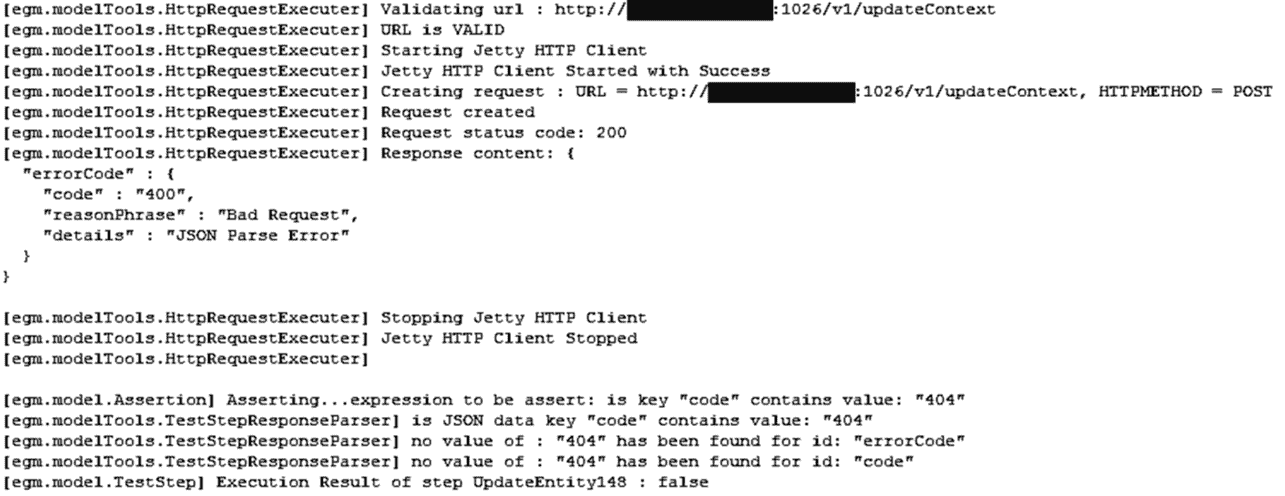 [egm.modelTools.HttpRequestExecuter] Validating url : http://:1026/v1/updateContext
[egm.modelTools.HttpRequestExecuter] URL is VALID
[egm.modelTools.HttpRequestExecuter] Starting Jetty HTTP Client
[egm.modelTools.HttpRequestExecuter] Jetty HTTP Client Started with Success
[egm.modelTools.HttpRequestExecuter] Creating request : URL = http://:1026/v1/updateContext, HTTPMETHOD = POST
[egm.modelTools.HttpRequestExecuter] Request created
[egm.modelTools.HttpRequestExecuter] Request status code: 200
[egm.modelTools.HttpRequestExecuter] Response content: {
  "errorCode" : {
    "code" : "400",
    "reasonPhrase" : "Bad Request",
    "details" : "JSON Parse Error"
  }
}
[egm.modelTools.HttpRequestExecuter] Stopping Jetty HTTP Client
[egm.modelTools.HttpRequestExecuter] Jetty HTTP Client Stopped
[egm.modelTools.HttpRequestExecuter]
[egm.model.Assertion] Asserting...expression to be assert: is key "code" contains value: "404"
[egm.modelTools.TestStepResponseParser] is JSON data key "code" contains value: "404"
[egm.modelTools.TestStepResponseParser] no value of : "404" has been found for id: "errorCode"
[egm.modelTools.TestStepResponseParser] no value of : "404" has been found for id: "code"
[egm.model.TestStep] Execution Result of step UpdateEntity148 : false